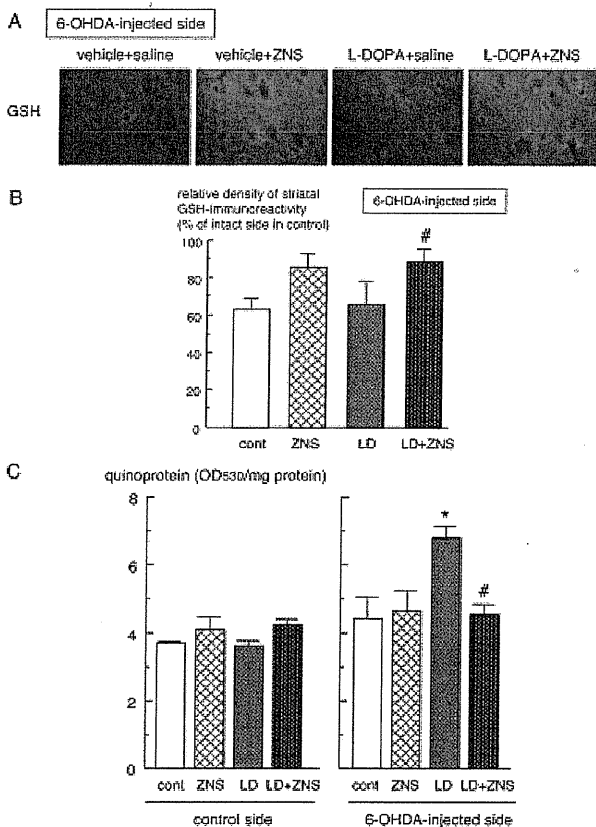 A
6-OHDA-injected side
vehicle+saline vehicle+ZNS L-DOPA+saline L-DOPA+ZNS
GSH
B
relative density of striatal
GSH-immunoreactivity
(% of intact side in control)
6-OHDA-injected side
100
80
60
40
20
0
#
cont ZNS LD LD+ZNS
C
quinoprotein (OD530/mg protein)
8
6
4
2
0
*
#
cont ZNS LD LD+ZNS cont ZNS LD LD+ZNS
control side 6-OHDA-injected side